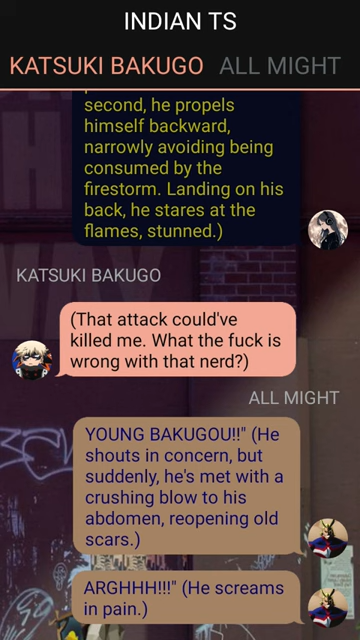 INDIAN TS
KATSUKI BAKUGO ALL MIGHT
second, he propels
himself backward,
narrowly avoiding being
consumed by the
firestorm. Landing on his
back, he stares at the
flames, stunned.)
KATSUKI BAKUGO
(That attack could've
killed me. What the fuck is
wrong with that nerd?)
ALL MIGHT
YOUNG BAKUGOU!!" (He
shouts in concern, but
suddenly, he's met with a
crushing blow to his
abdomen, reopening old
scars.)
ARGHHH!!!" (He screams
in pain.)